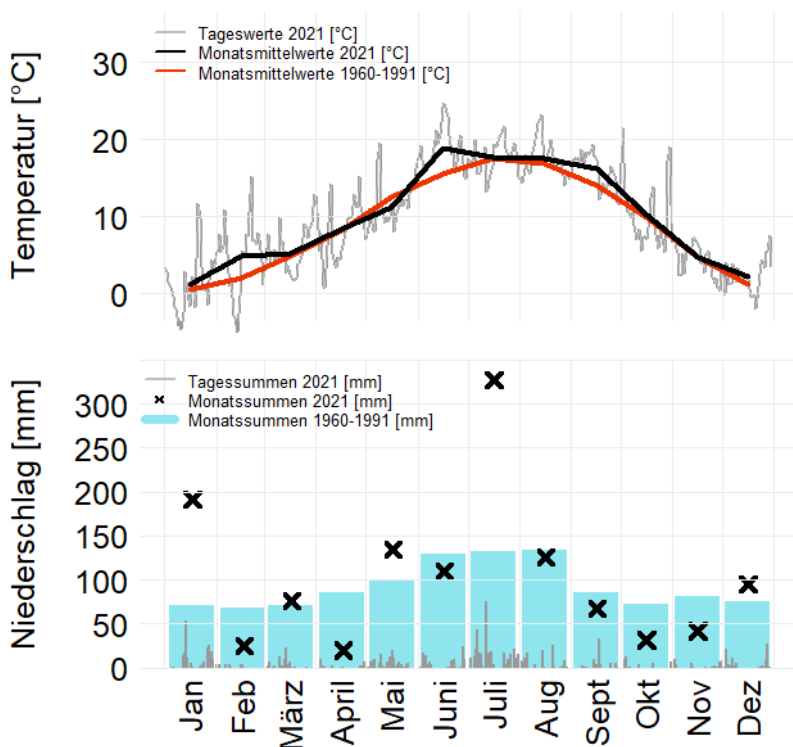 Tageswerte 2021 [°C]
Monatsmittelwerte 2021 [°C]
Monatsmittelwerte 1960-1991 [°C]
Temperatur [°C]
30
20
10
0
Tagessummen 2021 [mm]
Monatssummen 2021 [mm]
Monatssummen 1960-1991 [mm]
Niederschlag [mm]
300
250
200
150
100
50
0
Jan Feb März April Mai Juni Juli Aug Sept Okt Nov Dez